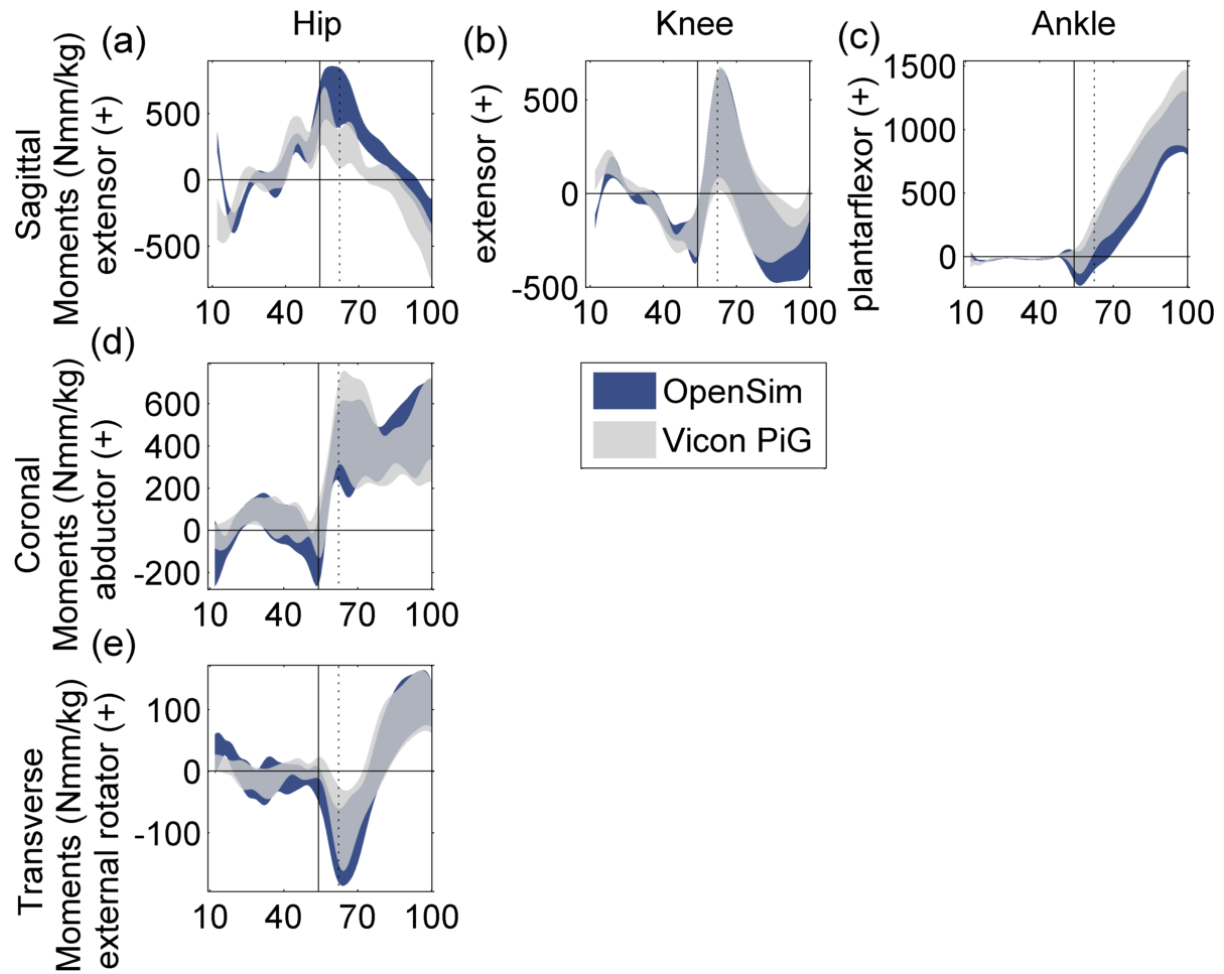 Hip
Knee
Ankle
(a)
(b)
(c)
Sagittal
Moments (Nmm/kg)
extensor (+)
500
0
-500
10 40 70 100
extensor (+)
500
0
-500
10 40 70 100
plantarflexor (+)
1500
1000
500
0
10 40 70 100
(d)
Coronal
Moments (Nmm/kg)
abductor (+)
600
400
200
0
-200
10 40 70 100
OpenSim
Vicon PiG
(e)
Transverse
Moments (Nmm/kg)
external rotator (+)
100
0
-100
10 40 70 100